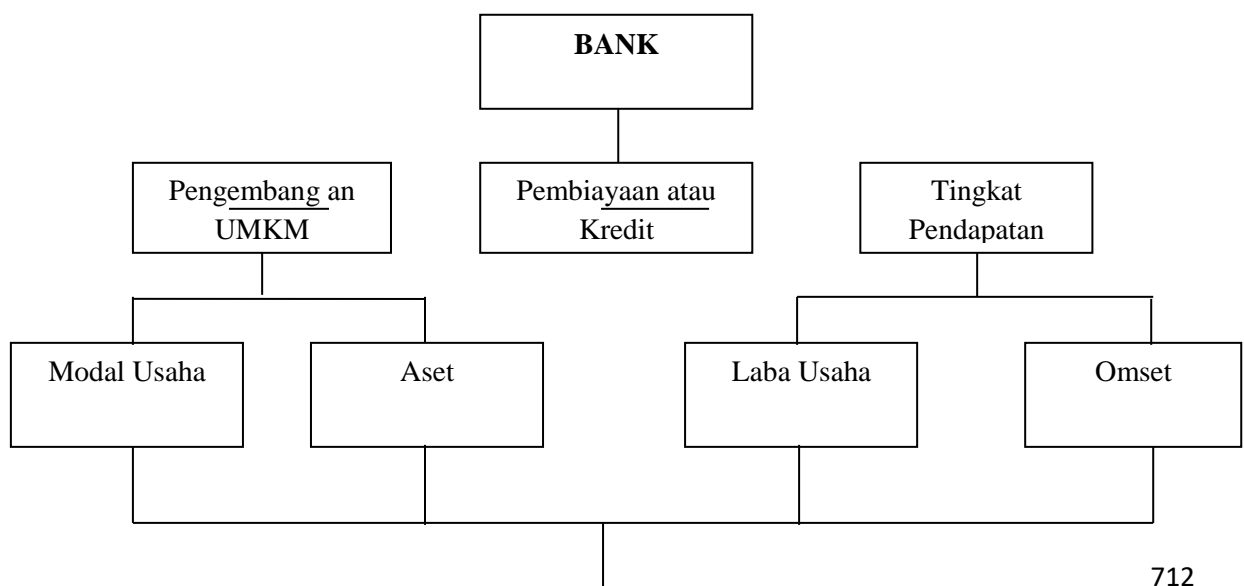 BANK
Pengembang an
UMKM
Pembiayaan atau
Kredit
Tingkat
Pendapatan
Modal Usaha
Aset
Laba Usaha
Omset
712